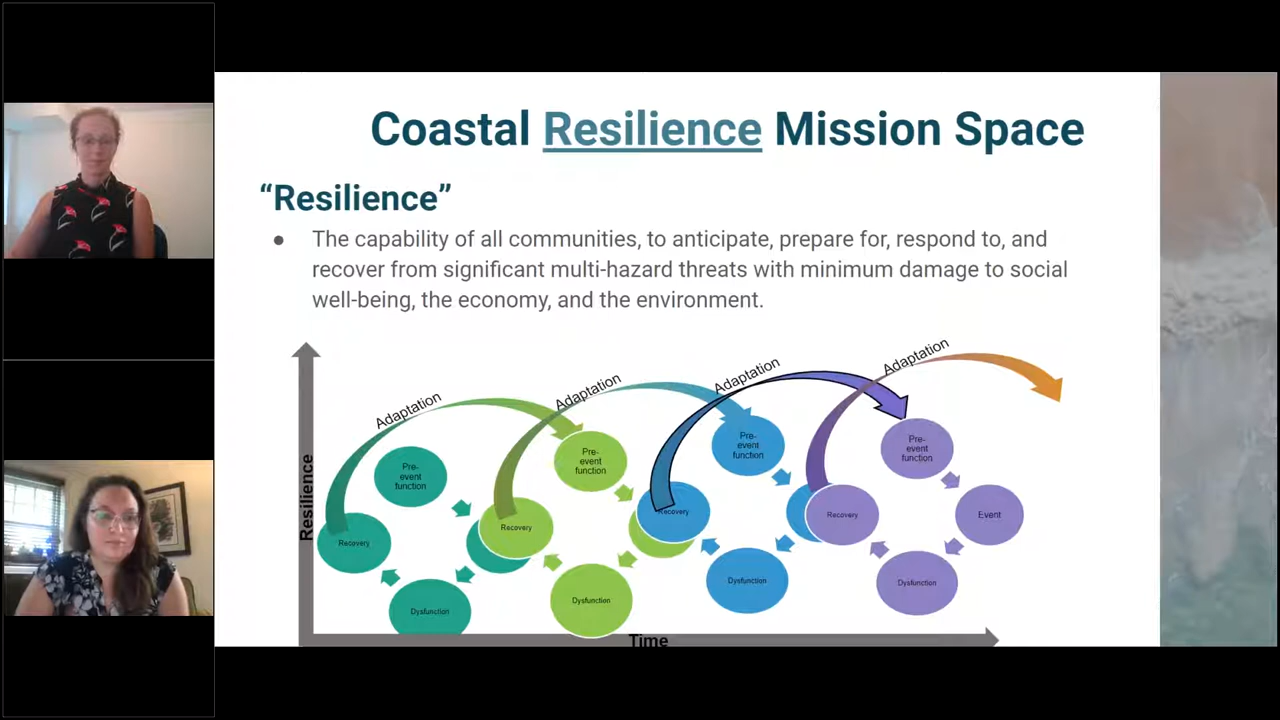 Coastal Resilience Mission Space
“Resilience”
● The capability of all communities, to anticipate, prepare for, respond to, and
recover from significant multi-hazard threats with minimum damage to social
well-being, the economy, and the environment.
Resilience
Adaptation
Pre-
event
function
Recovery
Dysfunction
Adaptation
Pre-
event
function
Recovery
Dysfunction
Adaptation
Pre-
event
function
Recovery
Dysfunction
Adaptation
Pre-
event
function
Recovery
Event
Dysfunction
Time